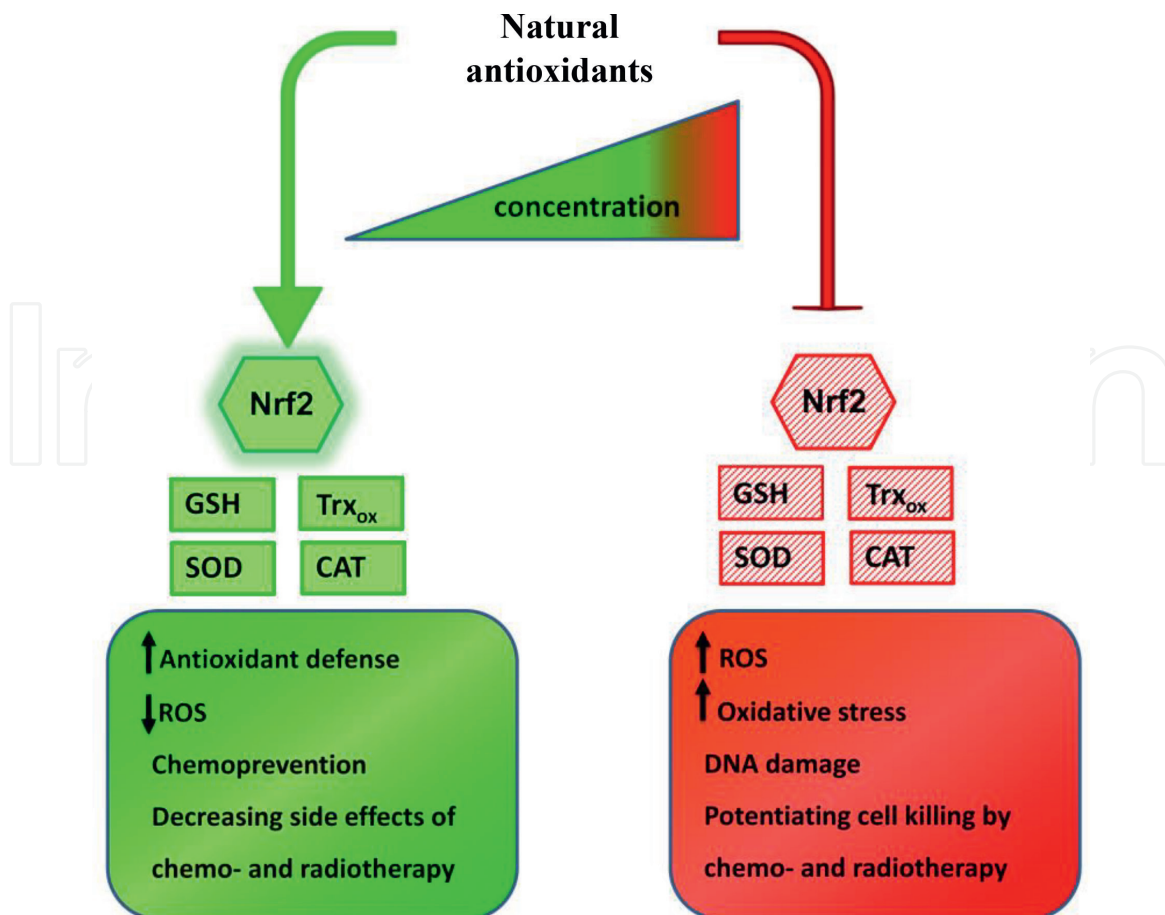 Natural
antioxidants
concentration
Nrf2
GSH
Trxox
SOD
CAT
↑Antioxidant defense
↓ROS
Chemoprevention
Decreasing side effects of
chemo- and radiotherapy
Nrf2
GSH
Trxox
SOD
CAT
↑ROS
↑Oxidative stress
DNA damage
Potentiating cell killing by
chemo- and radiotherapy